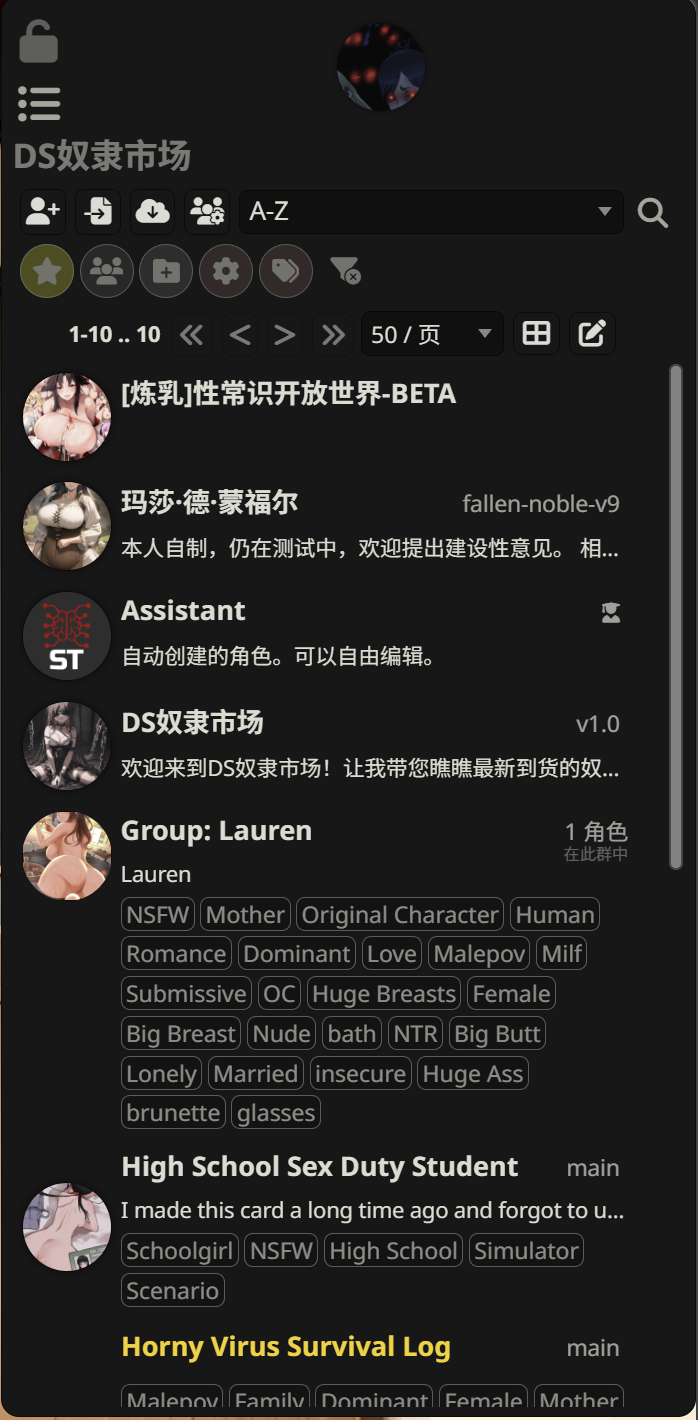 DS奴隶市场
A-Z
1-10 .. 10
50 / 页
[炼乳]性常识开放世界-BETA
玛莎·德·蒙福尔
fallen-noble-v9
本人自制，仍在测试中，欢迎提出建设性意见。 相...
Assistant
ST
自动创建的角色。可以自由编辑。
DS奴隶市场
v1.0
欢迎来到DS奴隶市场！让我带您瞧瞧最新到货的奴...
Group: Lauren
1 角色
在此群中
Lauren
NSFW Mother Original Character Human
Romance Dominant Love Malepov Milf
Submissive OC Huge Breasts Female
Big Breast Nude bath NTR Big Butt
Lonely Married insecure Huge Ass
brunette glasses
High School Sex Duty Student
main
I made this card a long time ago and forgot to u...
Schoolgirl NSFW High School Simulator
Scenario
Horny Virus Survival Log
main
Malepov Family Dominant Female Mother